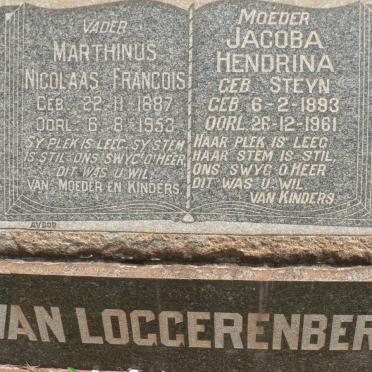 VADER
MARTHINUS
NICOLAAS FRANCOIS
GEB. 22·11·1887
OORL. 6·8·1953
SY PLEK IS LEEG. SY STEM
IS STIL·ONS SWYG O'HEER
DIT WAS U WIL.
VAN MOEDER EN KINDERS.
MOEDER
JACOBA
HENDRINA
GEB STEYN
GEB 6-2-1893
OORL. 26-12-1961
HAAR PLEK IS LEEG
HAAR STEM IS STIL.
ONS SWYG O HEER
DIT WAS U WIL
VAN KINDERS.
AVBOB
AN LOGGERENBER